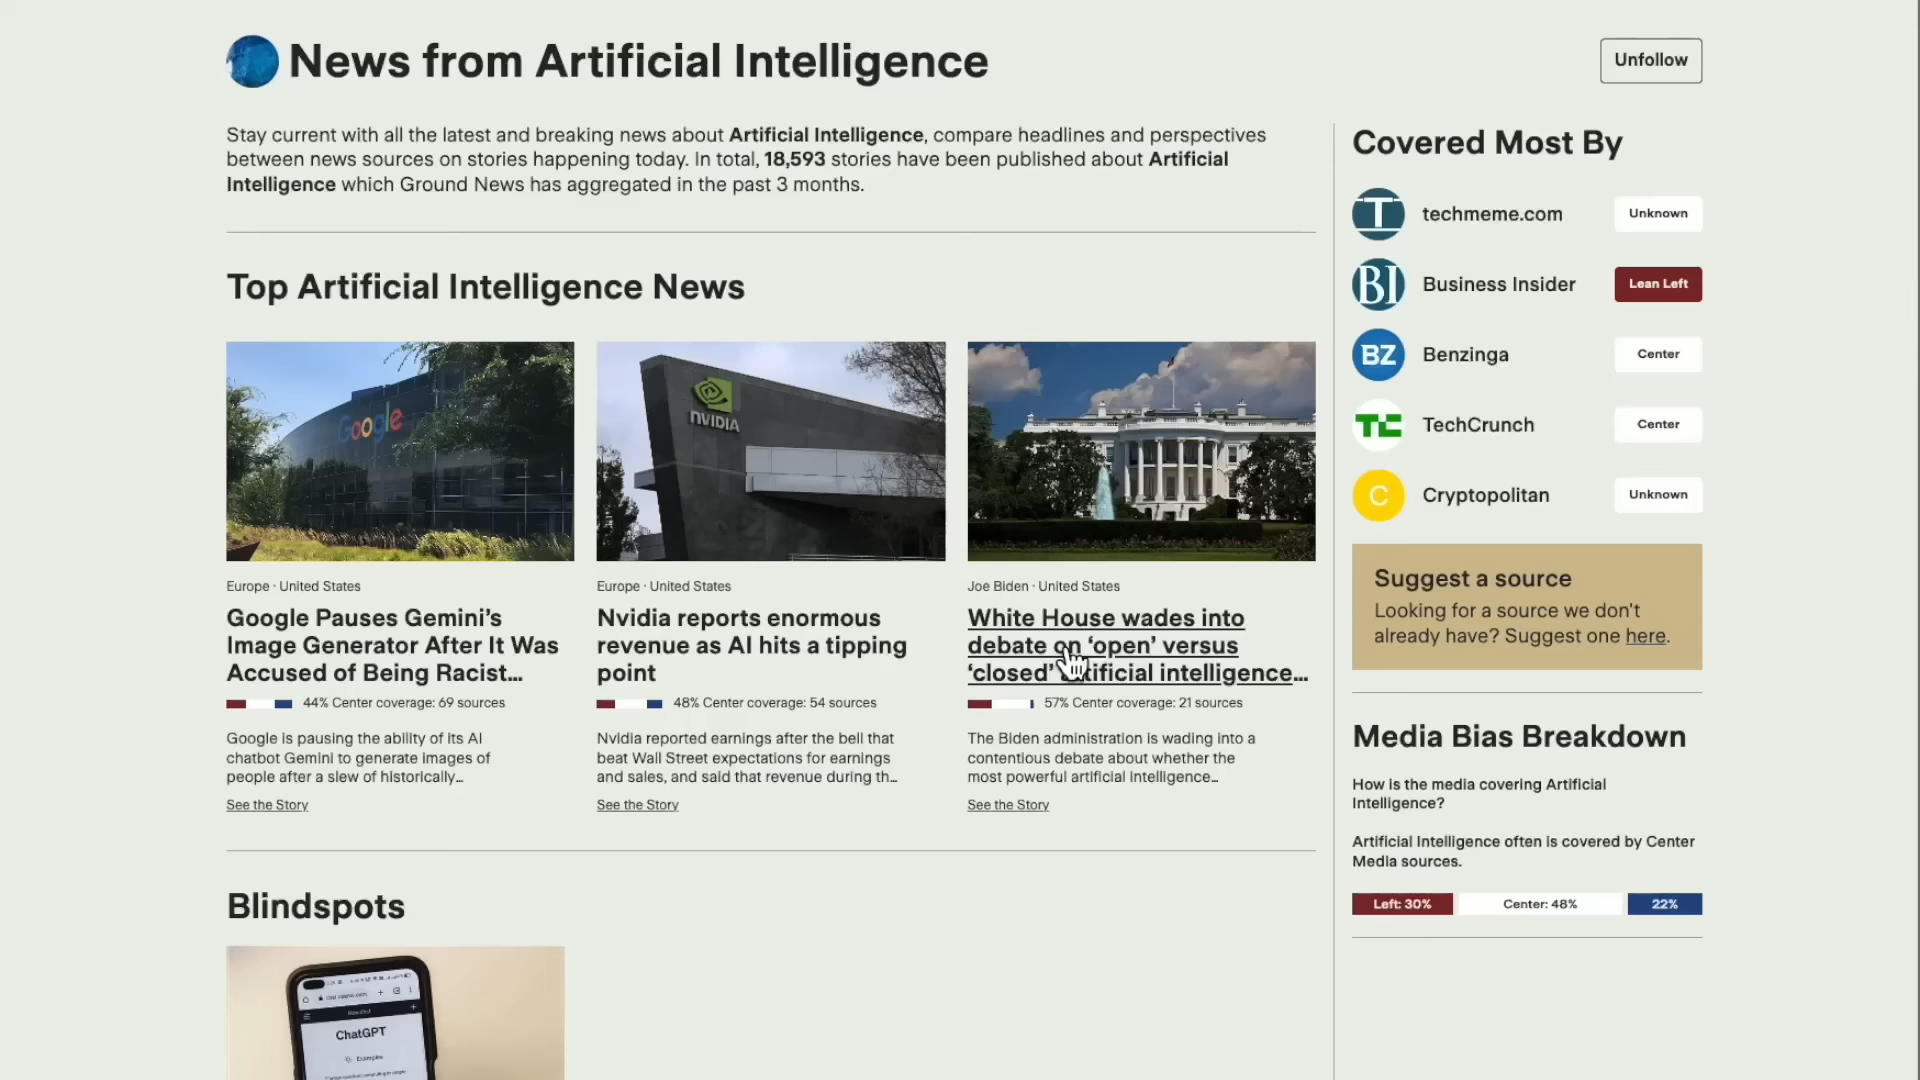 News from Artificial Intelligence
Unfollow
Stay current with all the latest and breaking news about Artificial Intelligence, compare headlines and perspectives
between news sources on stories happening today. In total, 18,593 stories have been published about Artificial
Intelligence which Ground News has aggregated in the past 3 months.
Top Artificial Intelligence News
Google
Europe · United States
Google Pauses Gemini’s
Image Generator After It Was
Accused of Being Racist…
44% Center coverage: 69 sources
Google is pausing the ability of its AI
chatbot Gemini to generate images of
people after a slew of historically…
See the Story
NVIDIA
Europe · United States
Nvidia reports enormous
revenue as AI hits a tipping
point
48% Center coverage: 54 sources
Nvidia reported earnings after the bell that
beat Wall Street expectations for earnings
and sales, and said that revenue during th…
See the Story
Joe Biden · United States
White House wades into
debate on ‘open’ versus
‘closed’ artificial intelligence…
57% Center coverage: 21 sources
The Biden administration is wading into a
contentious debate about whether the
most powerful artificial intelligence…
See the Story
Blindspots
ChatGPT
Examples
Covered Most By
T
techmeme.com
Unknown
BI
Business Insider
Lean Left
BZ
Benzinga
Center
TC
TechCrunch
Center
C
Cryptopolitan
Unknown
Suggest a source
Looking for a source we don't
already have? Suggest one here.
Media Bias Breakdown
How is the media covering Artificial
Intelligence?
Artificial Intelligence often is covered by Center
Media sources.
Left: 30%
Center: 48%
22%